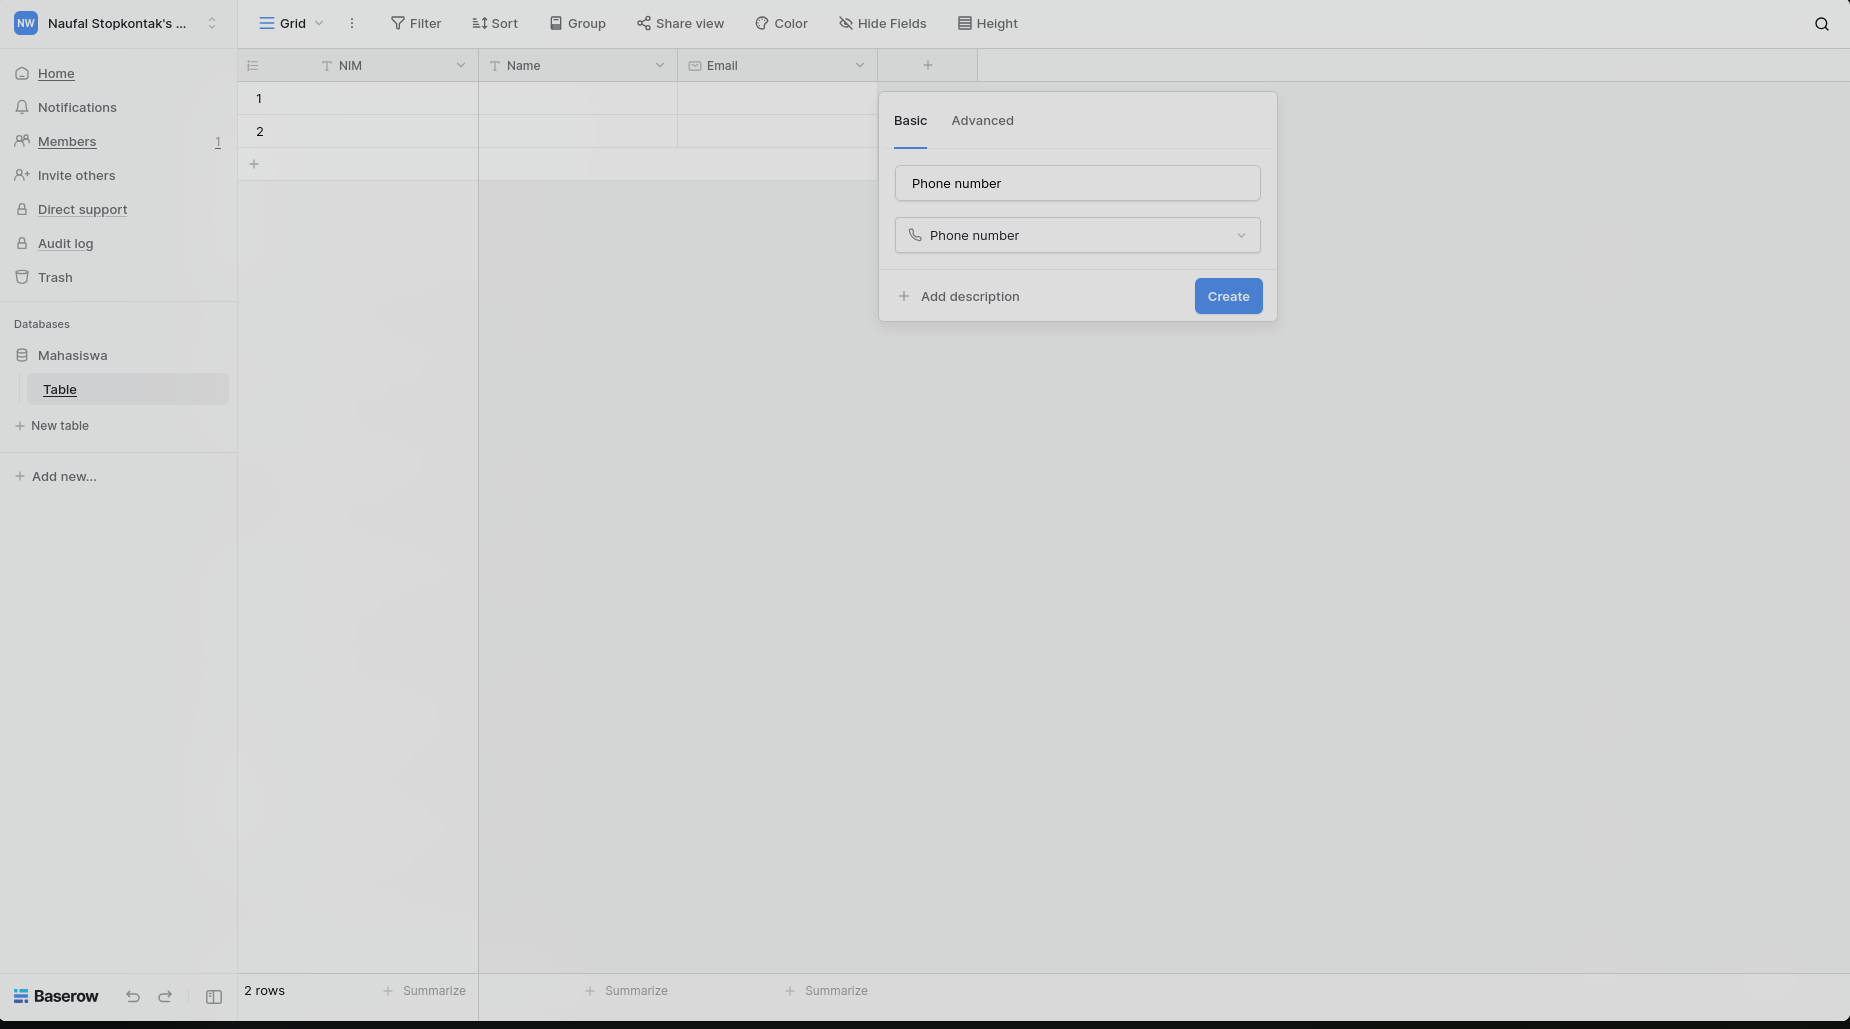 NW Naufal Stopkontak's ...
Grid Filter Sort Group Share view Color Hide Fields Height
Home
Notifications
Members 1
Invite others
Direct support
Audit log
Trash
Databases
Mahasiswa
Table
New table
Add new...
NIM Name Email
1
2
Basic Advanced
Phone number
Phone number
Add description Create
Baserow
2 rows Summarize Summarize Summarize